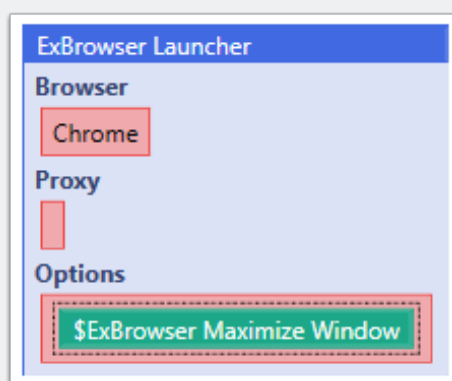 ExBrowser Launcher
Browser
Chrome
Proxy
Options
$ExBrowser Maximize Window